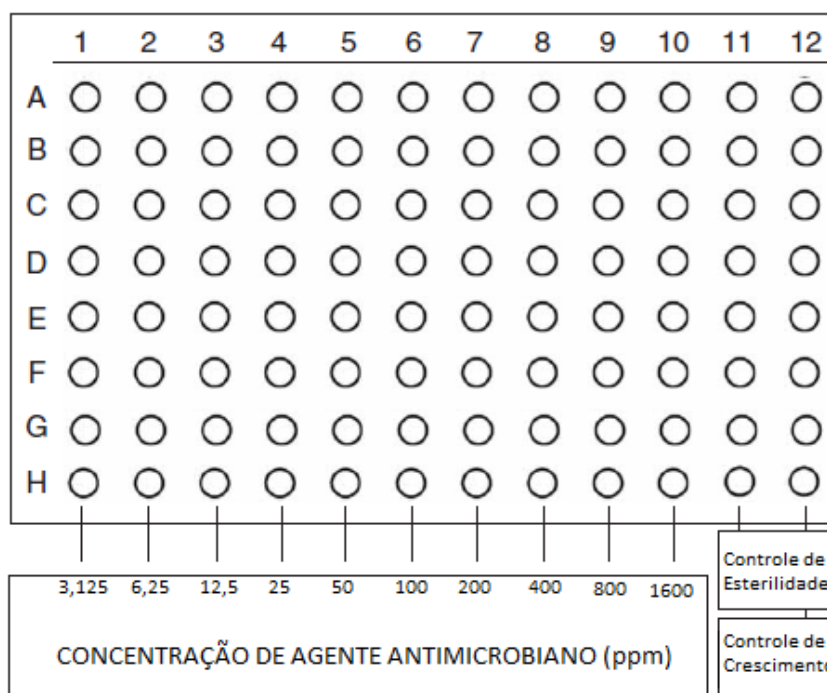 1 2 3 4 5 6 7 8 9 10 11 12
A
B
C
D
E
F
G
H
3,125 6,25 12,5 25 50 100 200 400 800 1600
CONCENTRAÇÃO DE AGENTE ANTIMICROBIANO (ppm)
Controle de
Esterilidade
Controle de
Crescimento